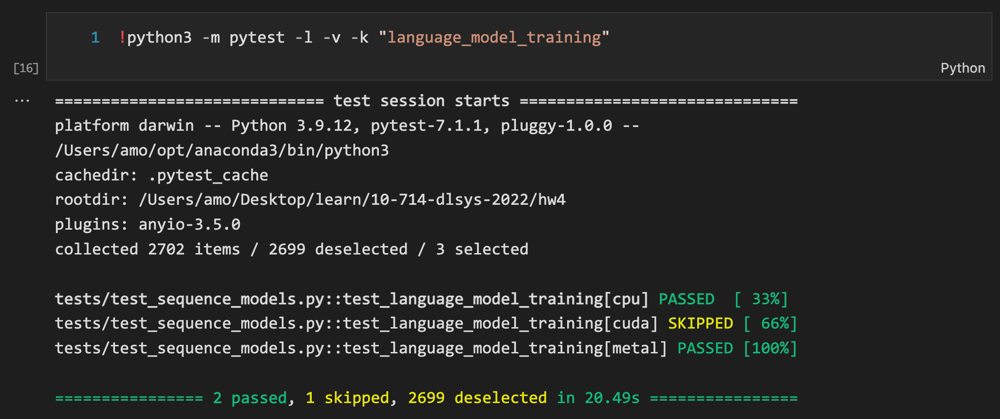 1 !python3 -m pytest -l -v -k "language_model_training"
[16]
Python
...
============================= test session starts ==============================
platform darwin -- Python 3.9.12, pytest-7.1.1, pluggy-1.0.0 --
/Users/amo/opt/anaconda3/bin/python3
cachedir: .pytest_cache
rootdir: /Users/amo/Desktop/learn/10-714-dlsys-2022/hw4
plugins: anyio-3.5.0
collected 2702 items / 2699 deselected / 3 selected
tests/test_sequence_models.py::test_language_model_training[cpu] PASSED  [ 33%]
tests/test_sequence_models.py::test_language_model_training[cuda] SKIPPED [ 66%]
tests/test_sequence_models.py::test_language_model_training[metal] PASSED [100%]
================ 2 passed, 1 skipped, 2699 deselected in 20.49s ================